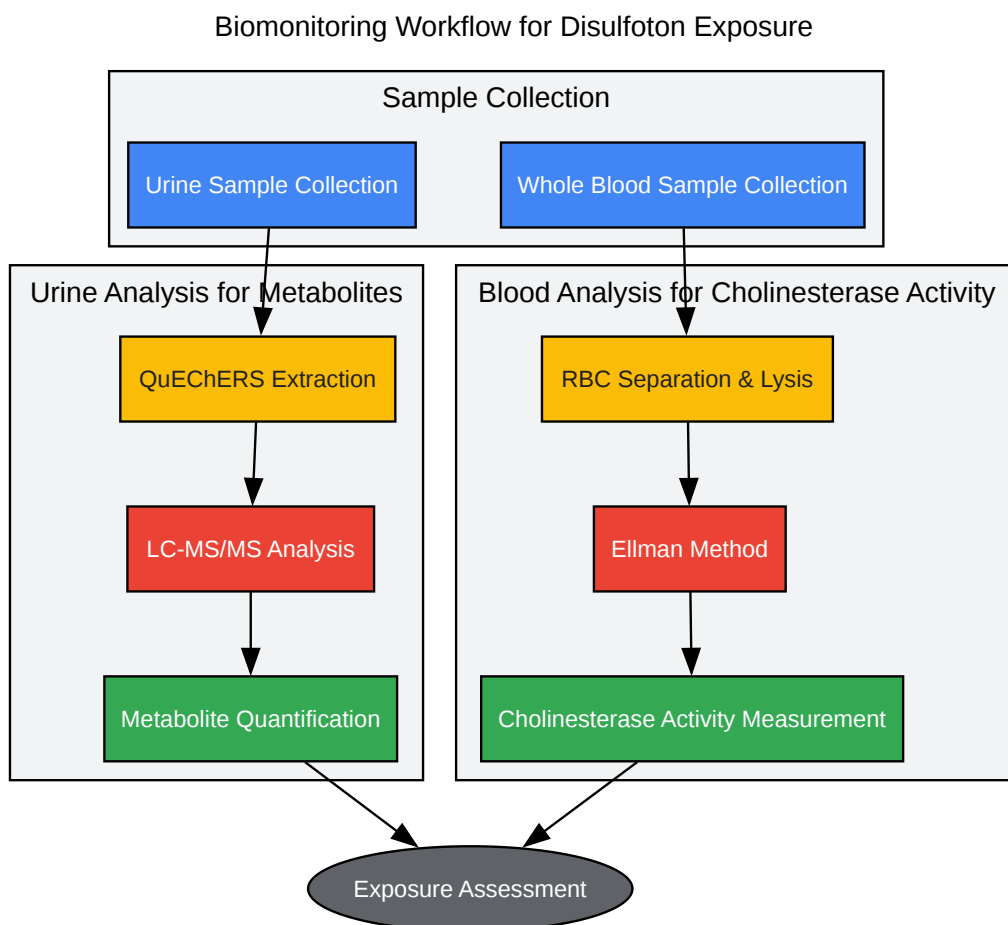 Biomonitoring Workflow for Disulfoton Exposure
Sample Collection
Urine Sample Collection
Whole Blood Sample Collection
Urine Analysis for Metabolites
Blood Analysis for Cholinesterase Activity
QuEChERS Extraction
RBC Separation & Lysis
LC-MS/MS Analysis
Ellman Method
Metabolite Quantification
Cholinesterase Activity Measurement
Exposure Assessment